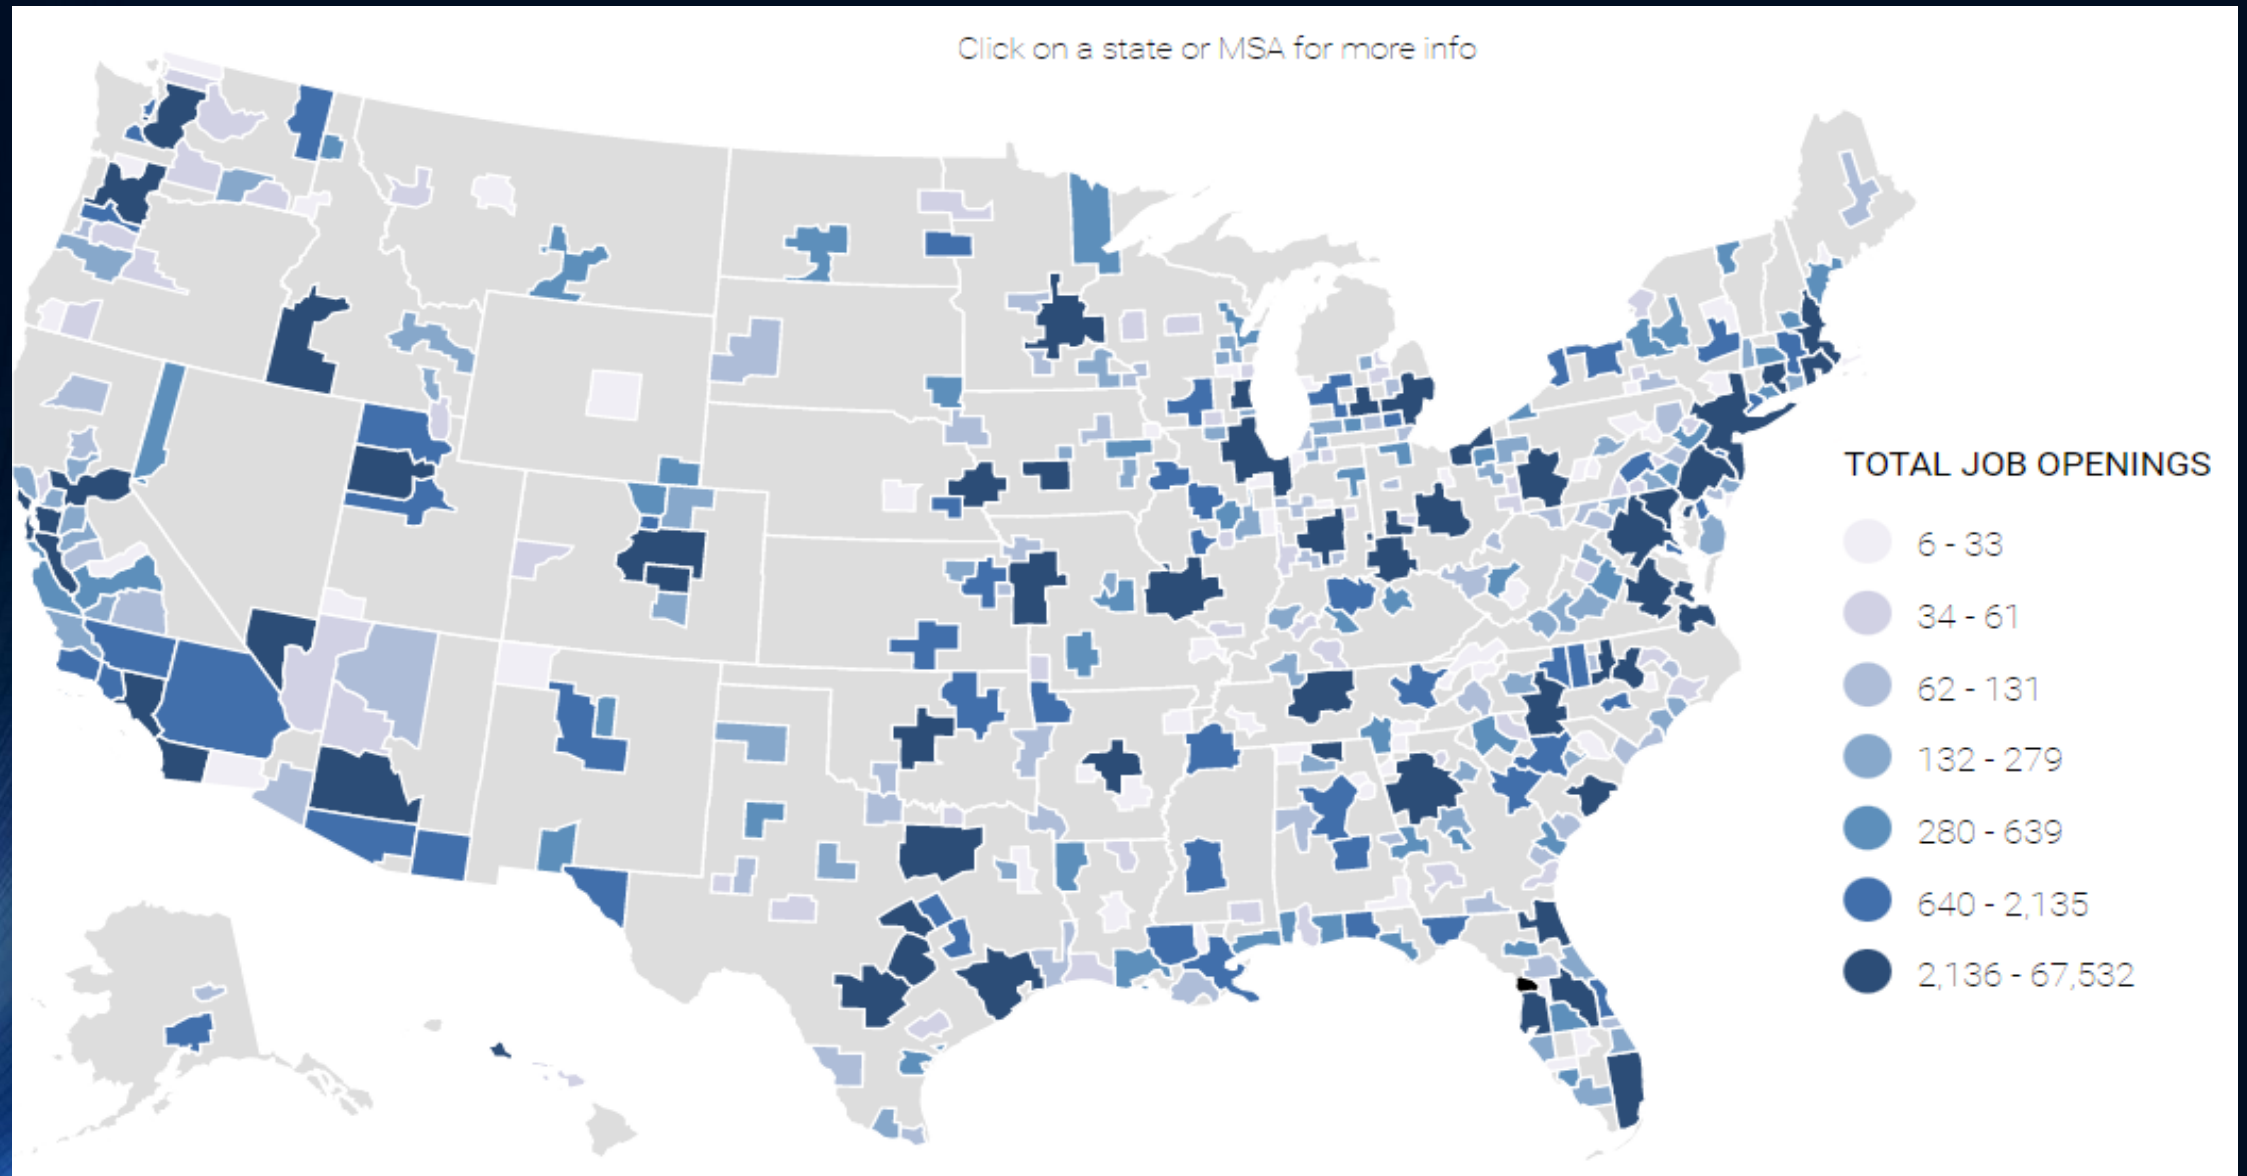 Click on a state or MSA for more info
TOTAL JOB OPENINGS
6 - 33
34 - 61
62 - 131
132 - 279
280 - 639
640 - 2,135
2,136 - 67,532